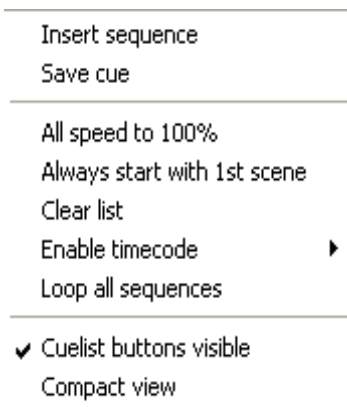 Insert sequence
Save cue
All speed to 100%
Always start with 1st scene
Clear list
Enable timecode
Loop all sequences
Cuelist buttons visible
Compact view